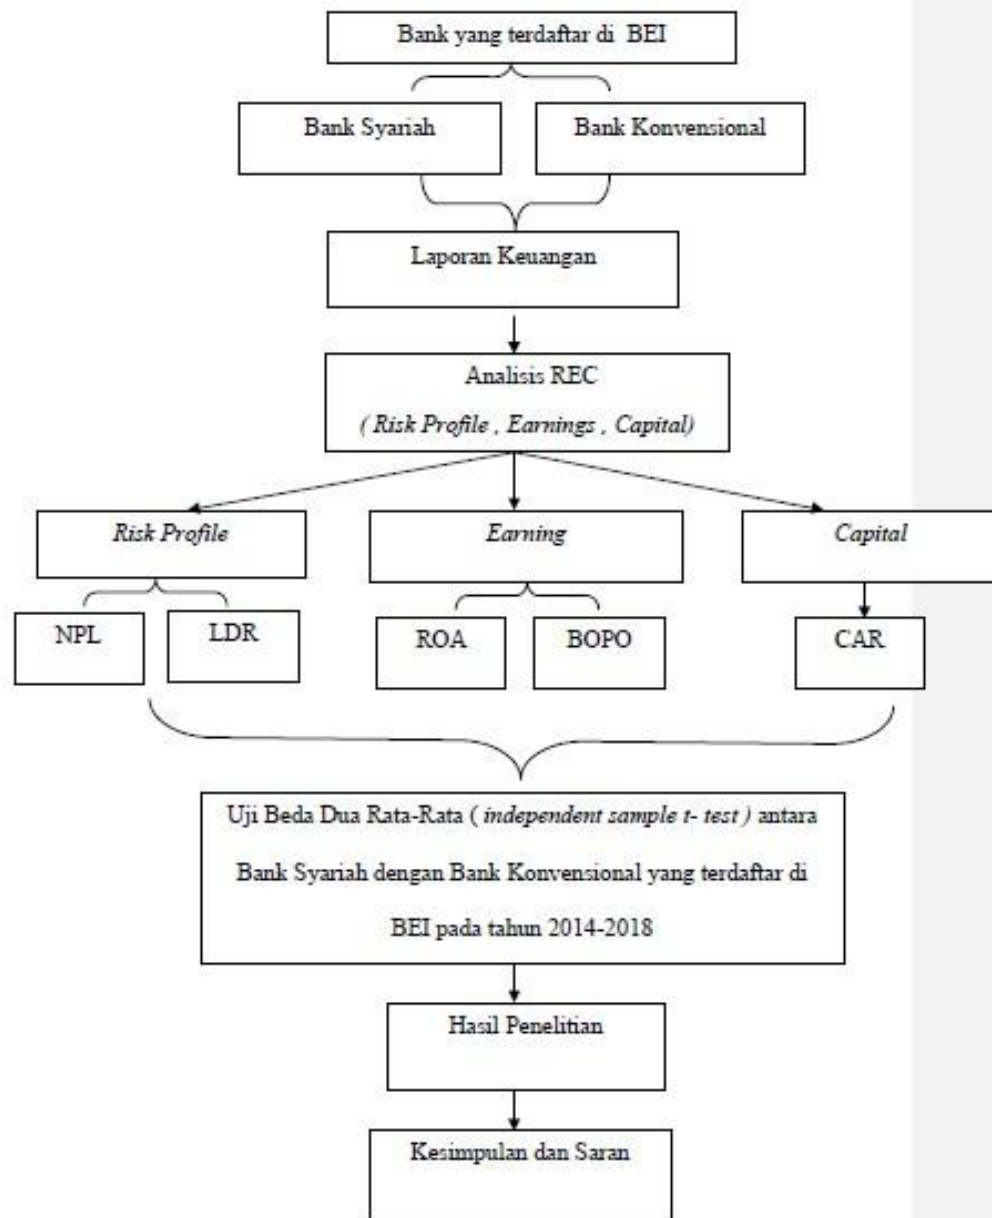 Bank yang terdaftar di BEI
Bank Syariah
Bank Konvensional
Laporan Keuangan
Analisis REC
( Risk Profile , Earnings , Capital)
Risk Profile
Earning
Capital
NPL
LDR
ROA
BOPO
CAR
Uji Beda Dua Rata-Rata ( independent sample t- test ) antara
Bank Syariah dengan Bank Konvensional yang terdaftar di
BEI pada tahun 2014-2018
Hasil Penelitian
Kesimpulan dan Saran